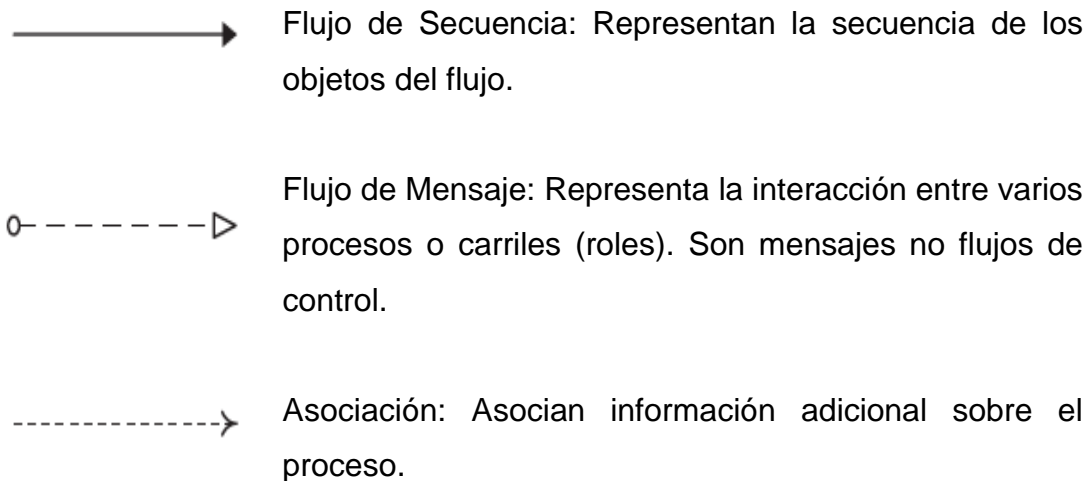 Flujo de Secuencia: Representan la secuencia de los
objetos del flujo.
Flujo de Mensaje: Representa la interacción entre varios
procesos o carriles (roles). Son mensajes no flujos de
control.
Asociación: Asocian información adicional sobre el
proceso.